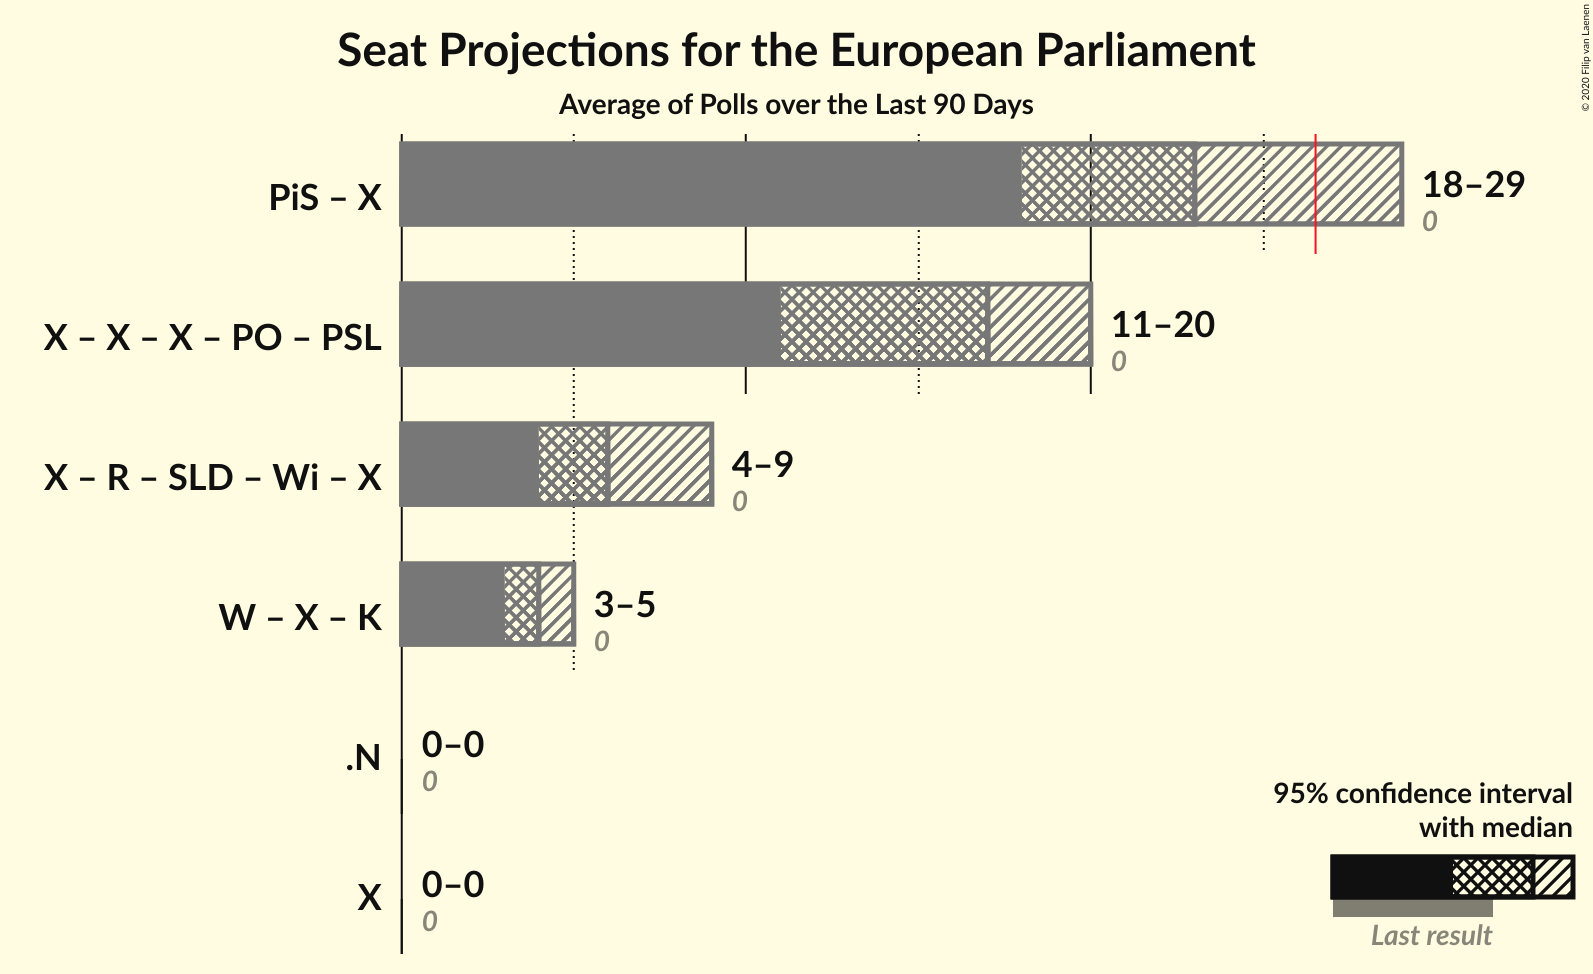 Seat Projections for the European Parliament
Average of Polls over the Last 90 Days
© 2020 Filip van Laenen
PiS – X
18–29
0
X – X – X – PO – PSL
11–20
0
X – R – SLD – Wi – X
4–9
0
W – X – K
3–5
0
.N
0–0
0
X
0–0
0
95% confidence interval
with median
Last result